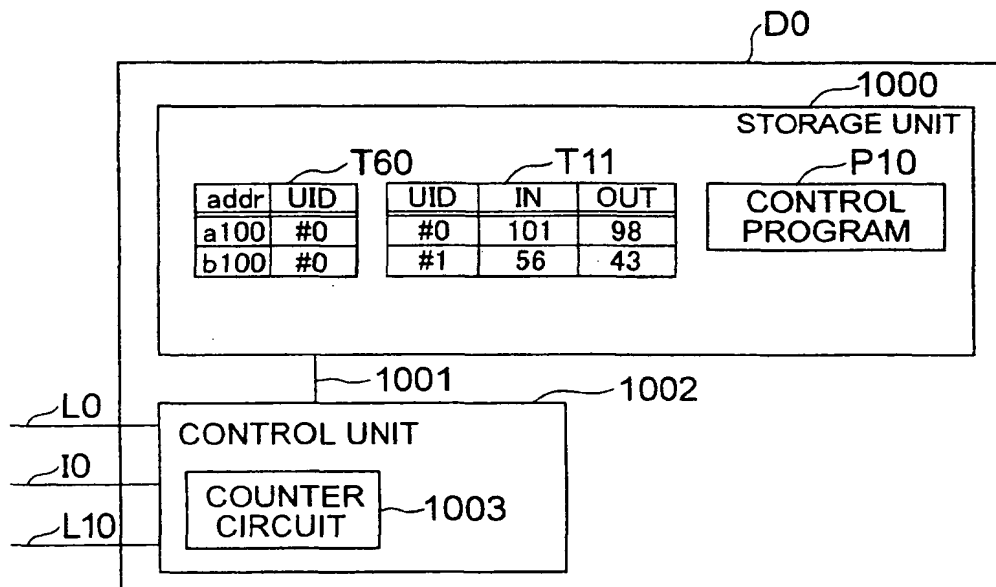 D0
1000
STORAGE UNIT
T60
T11
P10
addr UID
a100 #0
b100 #0
UID IN OUT
#0 101 98
#1 56 43
CONTROL
PROGRAM
1001
1002
L0
I0
L10
CONTROL UNIT
COUNTER
CIRCUIT
1003